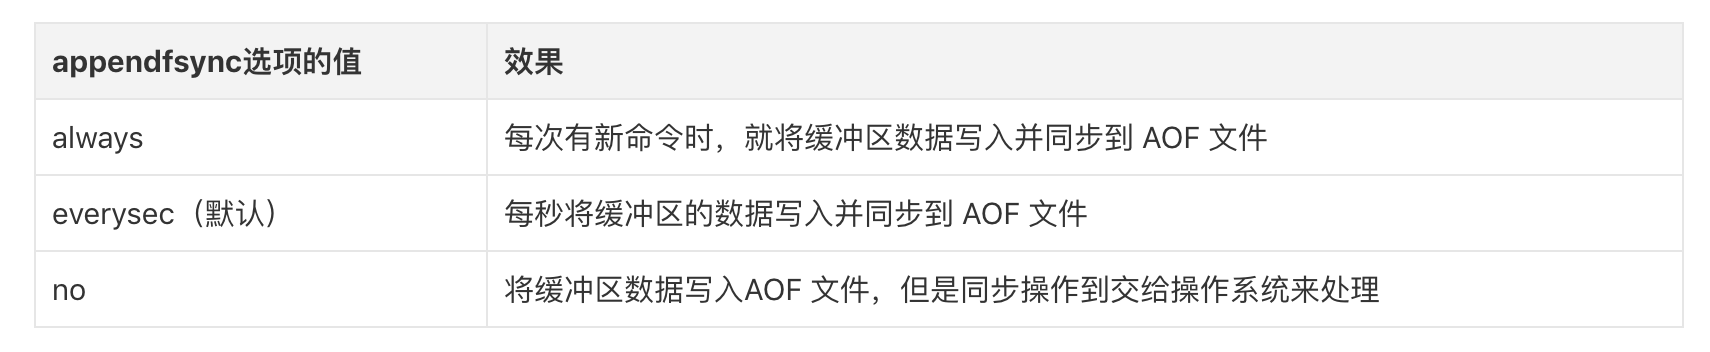 appendfsync选项的值 效果
always 每次有新命令时，就将缓冲区数据写入并同步到 AOF 文件
everysec（默认） 每秒将缓冲区的数据写入并同步到 AOF 文件
no 将缓冲区数据写入AOF 文件，但是同步操作到交给操作系统来处理